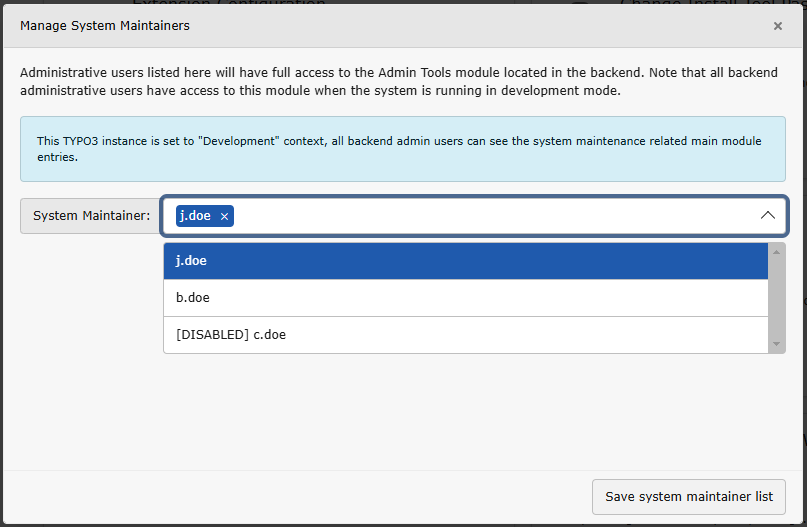 Extension Configuration
Manage System Maintainers
×
Administrative users listed here will have full access to the Admin Tools module located in the backend. Note that all backend
administrative users have access to this module when the system is running in development mode.
This TYPO3 instance is set to "Development" context, all backend admin users can see the system maintenance related main module
entries.
System Maintainer:
j.doe ×
j.doe
b.doe
[DISABLED] c.doe
Save system maintainer list